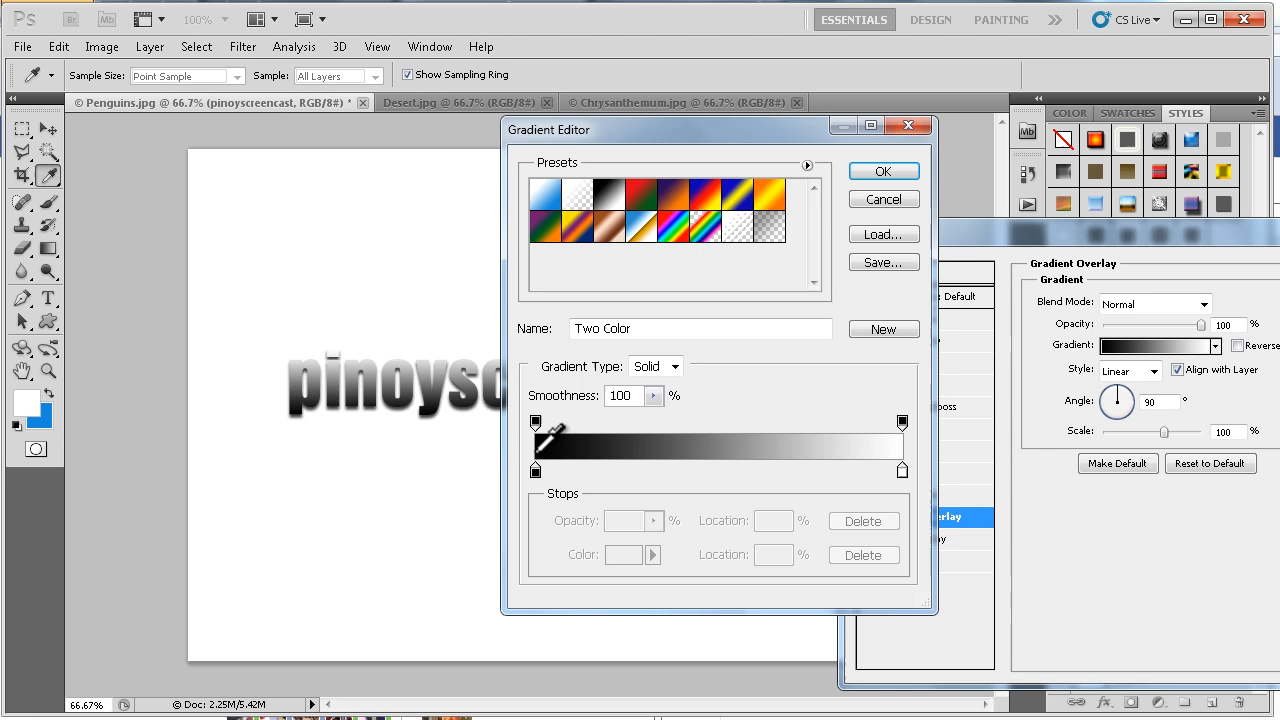 Ps Br Mb 100% ESSENTIALS DESIGN PAINTING CS Live
File Edit Image Layer Select Filter Analysis 3D View Window Help
Sample Size: Point Sample Sample: All Layers Show Sampling Ring
© Penguins.jpg @ 66.7% (pinoyscreencast, RGB/8#) * Desert.jpg @ 66.7% (RGB/8#) © Chrysanthemum.jpg @ 66.7% (RGB/8#)
COLOR SWATCHES STYLES
Mb
Gradient Editor
Presets
OK
Cancel
Load...
Save...
Name: Two Color New
Gradient Type: Solid
Smoothness: 100 %
Stops
Opacity: % Location: % Delete
Color: Location: % Delete
pinoysc
: Default
oss
erlay
ay
Gradient Overlay
Gradient
Blend Mode: Normal
Opacity: 100 %
Gradient: Reverse
Style: Linear Align with Layer
Angle: 90 °
Scale: 100 %
Make Default Reset to Default
66.67% Doc: 2.25M/5.42M
fx